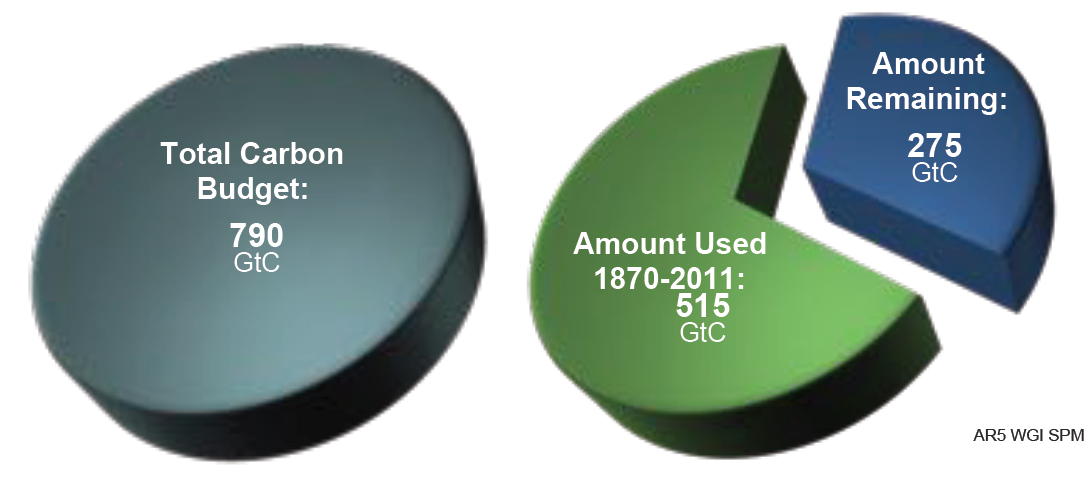 Total Carbon
Budget:
790
GtC
Amount Used
1870-2011:
515
GtC
Amount
Remaining:
275
GtC
AR5 WGI SPM